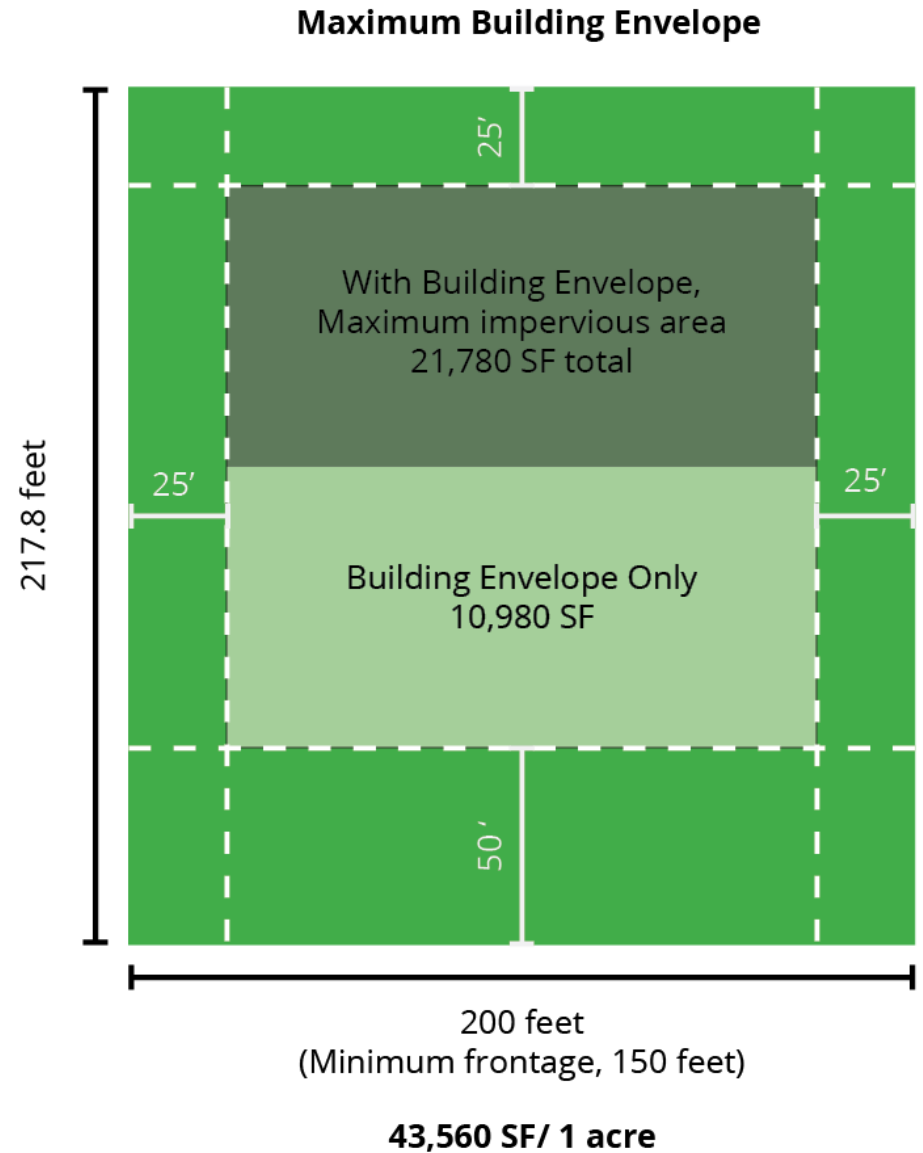 Maximum Building Envelope
25’
With Building Envelope,
Maximum impervious area
21,780 SF total
217.8 feet
25’
25’
Building Envelope Only
10,980 SF
50 ‘
200 feet
(Minimum frontage, 150 feet)
43,560 SF/ 1 acre